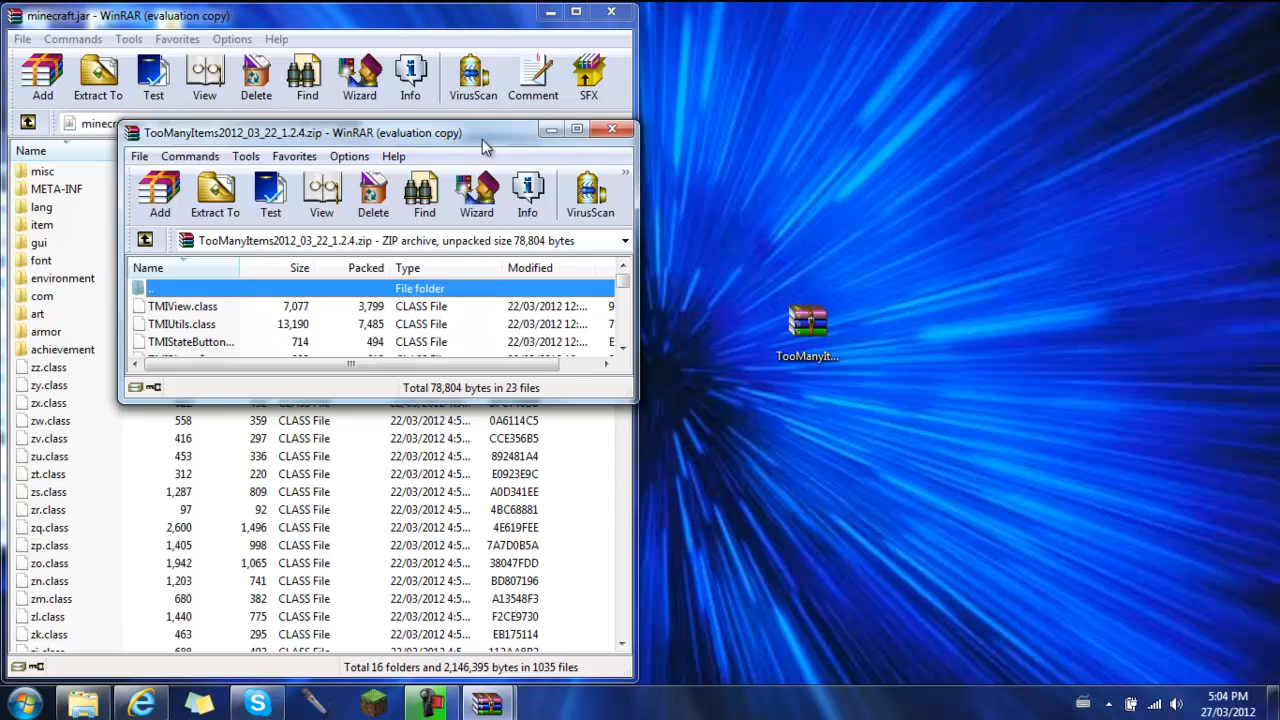 minecraft.jar - WinRAR (evaluation copy)
File Commands Tools Favorites Options Help
Add Extract To Test View Delete Find Wizard Info VirusScan Comment SFX
minecr
Name
misc
META-INF
lang
item
gui
font
environment
com
art
armor
achievement
zz.class
zy.class
zx.class
zw.class 558 359 CLASS File 22/03/2012 4:5... 0A6114C5
zv.class 416 297 CLASS File 22/03/2012 4:5... CCE356B5
zu.class 453 336 CLASS File 22/03/2012 4:5... 892481A4
zt.class 312 220 CLASS File 22/03/2012 4:5... E0923E9C
zs.class 1,287 809 CLASS File 22/03/2012 4:5... A0D341EE
zr.class 97 92 CLASS File 22/03/2012 4:5... 4BC68881
zq.class 2,600 1,496 CLASS File 22/03/2012 4:5... 4E619FEE
zp.class 1,405 998 CLASS File 22/03/2012 4:5... 7A7D0B5A
zo.class 1,942 1,065 CLASS File 22/03/2012 4:5... 38047FDD
zn.class 1,203 741 CLASS File 22/03/2012 4:5... BD807196
zm.class 680 382 CLASS File 22/03/2012 4:5... A13548F3
zl.class 1,440 775 CLASS File 22/03/2012 4:5... F2CE9730
zk.class 463 295 CLASS File 22/03/2012 4:5... EB175114
Total 16 folders and 2,146,395 bytes in 1035 files
TooManyItems2012_03_22_1.2.4.zip - WinRAR (evaluation copy)
File Commands Tools Favorites Options Help
Add Extract To Test View Delete Find Wizard Info VirusScan »
TooManyItems2012_03_22_1.2.4.zip - ZIP archive, unpacked size 78,804 bytes
Name Size Packed Type Modified
.. File folder
TMIView.class 7,077 3,799 CLASS File 22/03/2012 12:... 9
TMIUtils.class 13,190 7,485 CLASS File 22/03/2012 12:... 7
TMIStateButton... 714 494 CLASS File 22/03/2012 12:... E
Total 78,804 bytes in 23 files
TooManyIt...
5:04 PM
27/03/2012